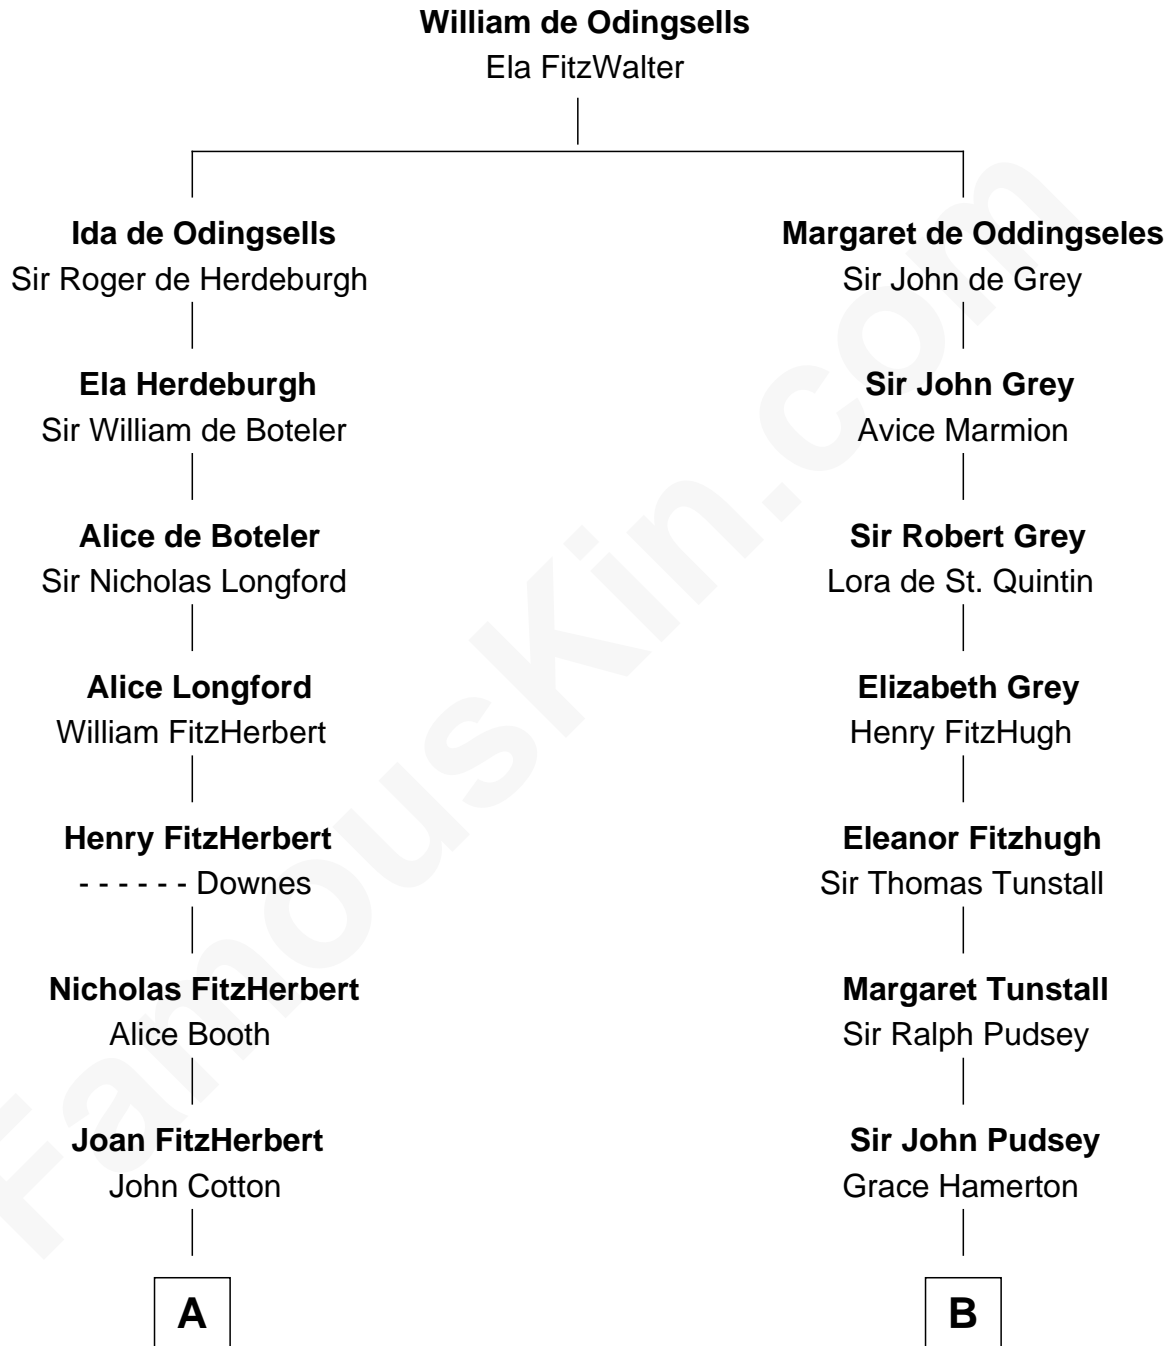 William de Odingsells
Ela FitzWalter
Ida de Odingsells
Sir Roger de Herdeburgh
Margaret de Oddingseles
Sir John de Grey
Ela Herdeburgh
Sir William de Boteler
Sir John Grey
Avice Marmion
Alice de Boteler
Sir Nicholas Longford
Sir Robert Grey
Lora de St. Quintin
Alice Longford
William FitzHerbert
Elizabeth Grey
Henry FitzHugh
Henry FitzHerbert
- - - - - - Downes
Eleanor Fitzhugh
Sir Thomas Tunstall
Nicholas FitzHerbert
Alice Booth
Margaret Tunstall
Sir Ralph Pudsey
Joan FitzHerbert
John Cotton
Sir John Pudsey
Grace Hamerton
A
B
FamousKin.com